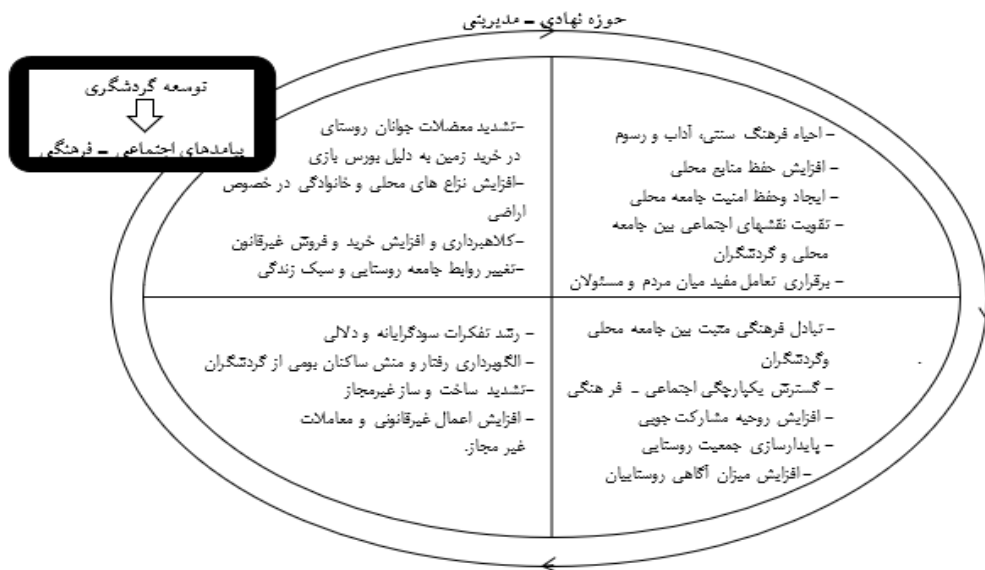 حوزه نهادی – مدیریتی
توسعه گردشگری
پیامدهای اجتماعی – فرهنگی
– احیاء فرهنگ سنتی، آداب و رسوم
– افزایش حفظ منابع محلی
– ایجاد وحفظ امنیت جامعه محلی
– تقویت نقشهای اجتماعی بین جامعه
محلی و گردشگران
– برقراری تعامل مفید میان مردم و مسئولان
–تشدید معضلات جوانان روستای
در خرید زمین به دلیل بورس بازی
–افزایش نزاع های محلی و خانوادگی در خصوص
اراضی
–کلاهبرداری و افزایش خرید و فروش غیرقانون
–تغییر روابط جامعه روستایی و سبک زندگی
– تبادل فرهنگی مثبت بین جامعه محلی
وگردشگران
– گسترش یکپارچگی اجتماعی – فر هنگی
– افزایش روحیه مشارکت جویی
– پایدارسازی جمعیت روستایی
– افزایش میزان آگاهی روستاییان
– رشد تفکرات سودگرایانه و دلالی
– الگوبرداری رفتار و منش ساکنان بومی از گردشگران
–تشدید ساخت و ساز غیرمجاز
– افزایش اعمال غیرقانونی و معاملات
غیر مجاز.